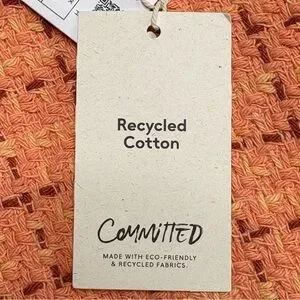 Recycled
Cotton
COMMITTED
MADE WITH ECO-FRIENDLY
& RECYCLED FABRICS.